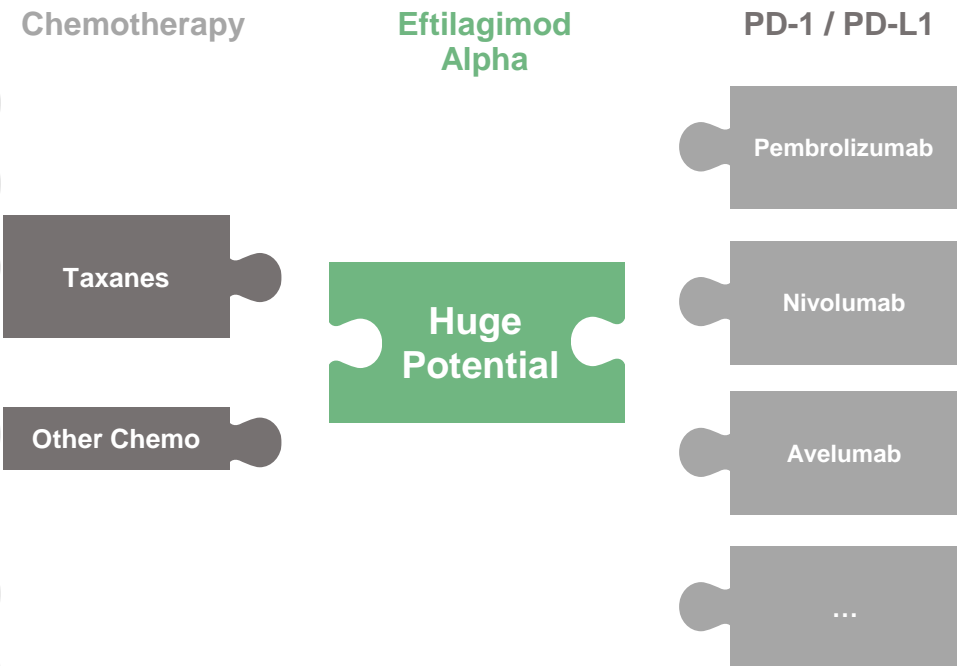 Chemotherapy
Eftilagimod
Alpha
PD-1 / PD-L1
Taxanes
Other Chemo
Huge
Potential
Pembrolizumab
Nivolumab
Avelumab
…